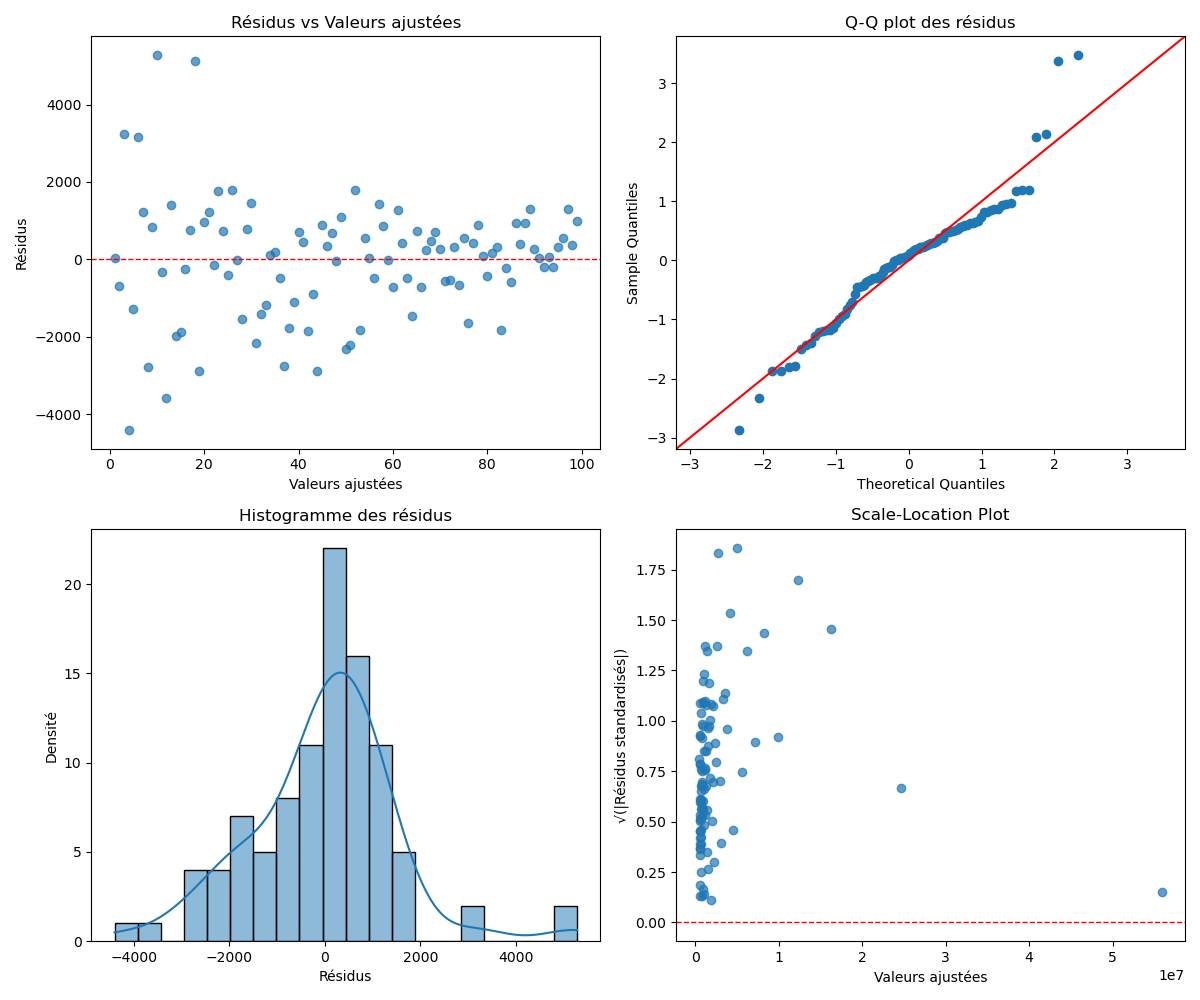 Résidus vs Valeurs ajustées
Résidus
4000
2000
0
−2000
−4000
0 20 40 60 80 100
Valeurs ajustées
Q-Q plot des résidus
Sample Quantiles
3
2
1
0
−1
−2
−3
−3 −2 −1 0 1 2 3
Theoretical Quantiles
Histogramme des résidus
Densité
20
15
10
5
0
−4000 −2000 0 2000 4000
Résidus
Scale-Location Plot
√(|Résidus standardisés|)
1.75
1.50
1.25
1.00
0.75
0.50
0.25
0.00
0 1 2 3 4 5
1e7
Valeurs ajustées